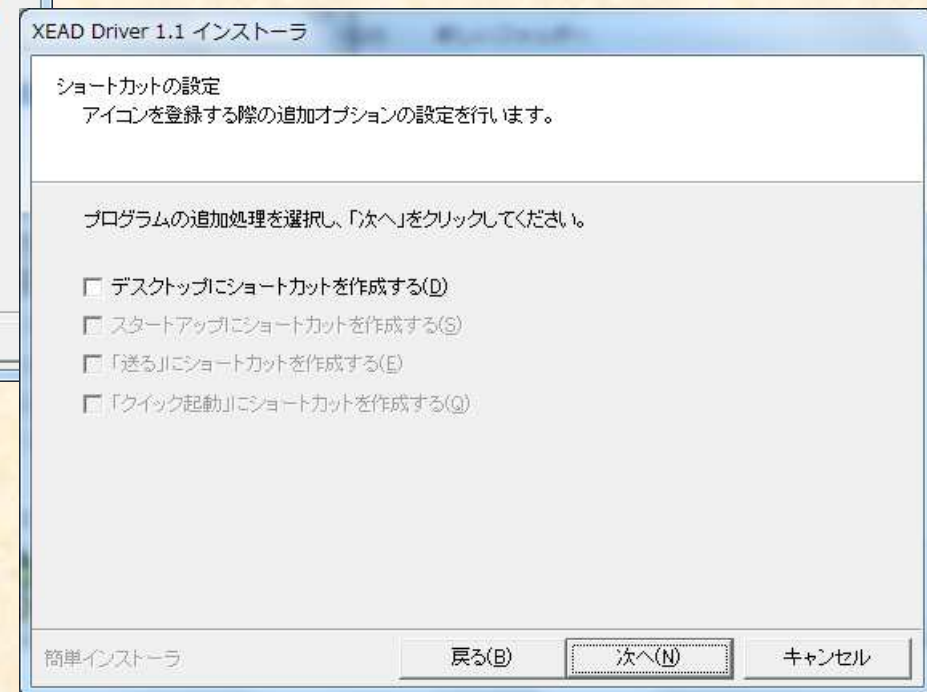 XEAD Driver 1.1 インストーラ
ショートカットの設定
アイコンを登録する際の追加オプションの設定を行います。
プログラムの追加処理を選択し、「次へ」をクリックしてください。
デスクトップにショートカットを作成する(D)
スタートアップにショートカットを作成する(S)
「送る」にショートカットを作成する(E)
「クイック起動」にショートカットを作成する(Q)
簡単インストーラ
戻る(B)
次へ(N)
キャンセル